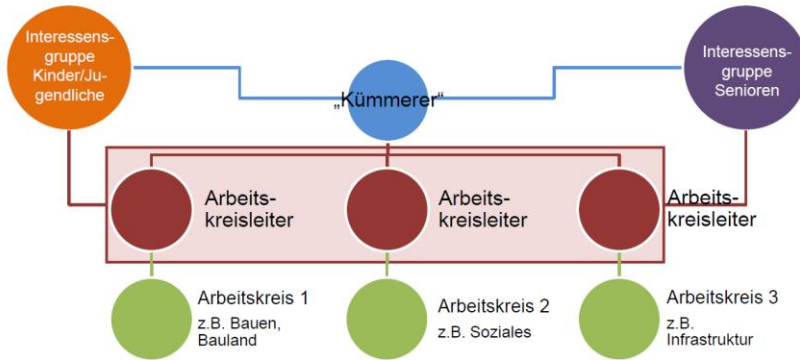 Interessens-
gruppe
Kinder/Ju-
gendliche
„Kümmerer“
Interessens-
gruppe
Senioren
Arbeits-
kreisleiter
Arbeits-
kreisleiter
Arbeits-
kreisleiter
Arbeitskreis 1
z.B. Bauen,
Bauland
Arbeitskreis 2
z.B. Soziales
Arbeitskreis 3
z.B.
Infrastruktur